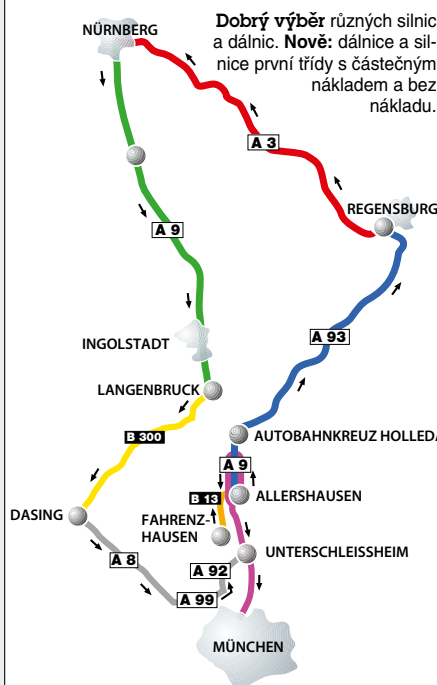 Dobrý výběr různých silnic
a dálnic. Nově: dálnice a sil-
nice první třídy s částečným
nákladem a bez
nákladu.
NÜRNBERG
A 3
REGENSBURG
A 9
INGOLSTADT
A 93
LANGENBRUCK
B 300
AUTOBAHNKREUZ HOLLEDA
A 9
B 13
ALLERSHAUSEN
DASING
FAHRENZ-
HAUSEN
UNTERSCHLEISSHEIM
A 8
A 92
A 99
MÜNCHEN